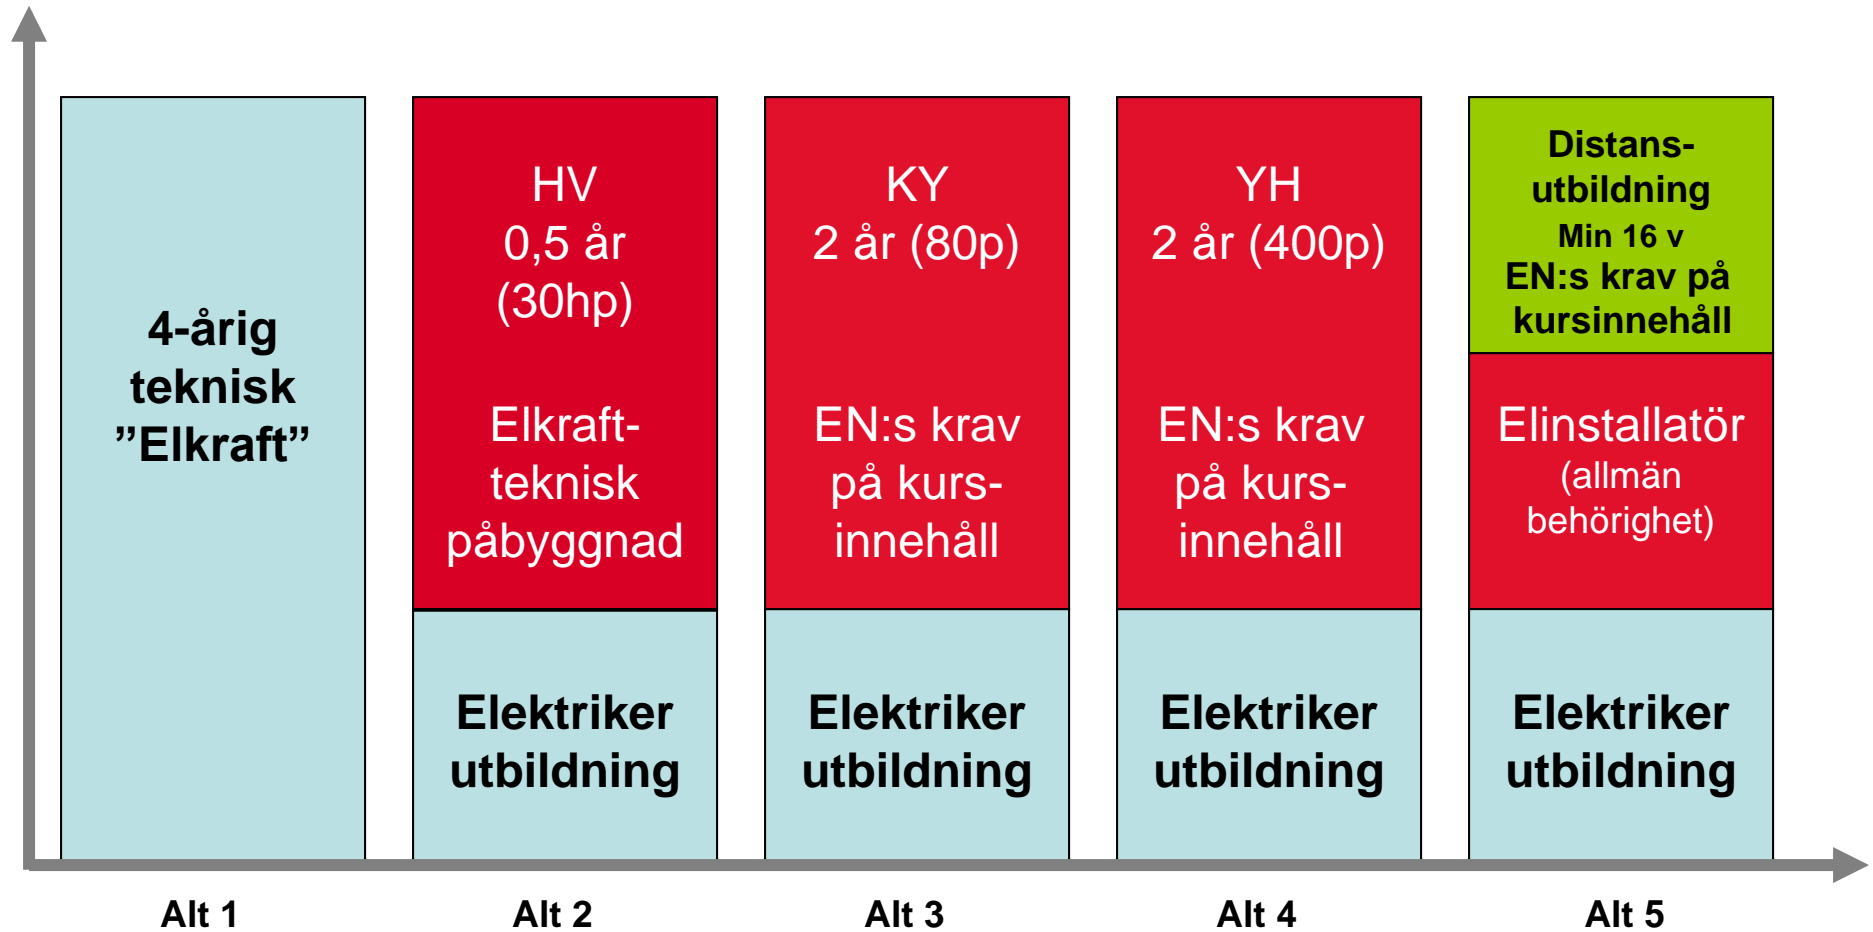 4-årig
teknisk
”Elkraft”
HV
0,5 år
(30hp)
Elkraft-
teknisk
påbyggnad
Elektriker
utbildning
KY
2 år (80p)
EN:s krav
på kurs-
innehåll
Elektriker
utbildning
YH
2 år (400p)
EN:s krav
på kurs-
innehåll
Elektriker
utbildning
Distans-
utbildning
Min 16 v
EN:s krav på
kursinnehåll
Elinstallatör
(allmän
behörighet)
Elektriker
utbildning
Alt 1
Alt 2
Alt 3
Alt 4
Alt 5